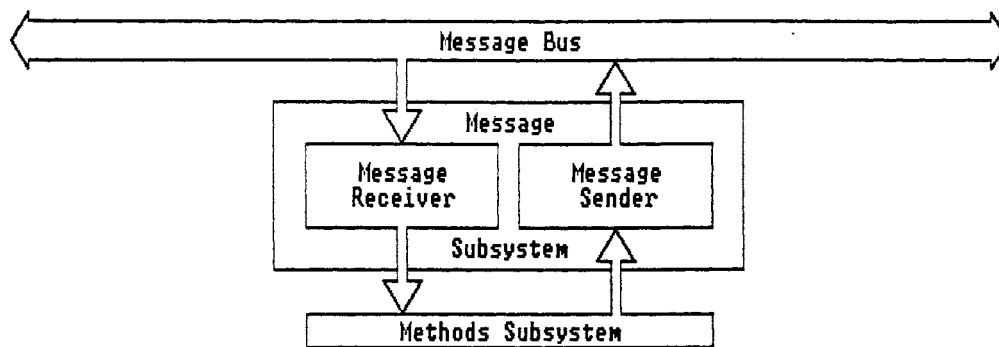 Message Bus
Message
Message
Receiver
Message
Sender
Subsystem
Methods Subsystem